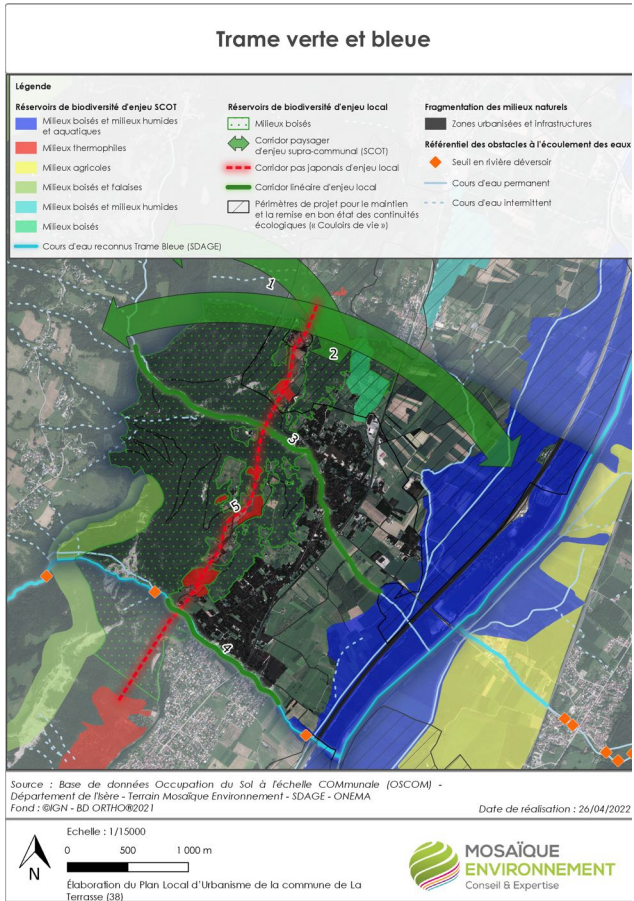 Trame verte et bleue
Légende
Réservoirs de biodiversité d'enjeu SCOT
Milieux boisés et milieux humides
et aquatiques
Milieux thermophiles
Milieux agricoles
Milieux boisés et falaises
Milieux boisés et milieux humides
Milieux boisés
Cours d'eau reconnus Trame Bleue (SDAGE)
Réservoirs de biodiversité d'enjeu local
Milieux boisés
Corridor paysager
d'enjeu supra-communal (SCOT)
Corridor pas japonais d'enjeu local
Corridor linéaire d'enjeu local
Périmètres de projet pour le maintien
et la remise en bon état des continuités
écologiques (« Couloirs de vie »)
Fragmentation des milieux naturels
Zones urbanisées et infrastructures
Référentiel des obstacles à l'écoulement des eaux
Seuil en rivière déversoir
Cours d'eau permanent
Cours d'eau intermittent
1
2
3
5
4
Source : Base de données Occupation du Sol à l'échelle COMmunale (OSCOM) -
Département de l'Isère - Terrain Mosaïque Environnement - SDAGE - ONEMA
Fond : ©IGN - BD ORTHO®2021
Date de réalisation : 26/04/2022
N
Echelle : 1/15000
0 500 1 000 m
Élaboration du Plan Local d'Urbanisme de la commune de La
Terrasse (38)
MOSAÏQUE
ENVIRONNEMENT
Conseil & Expertise